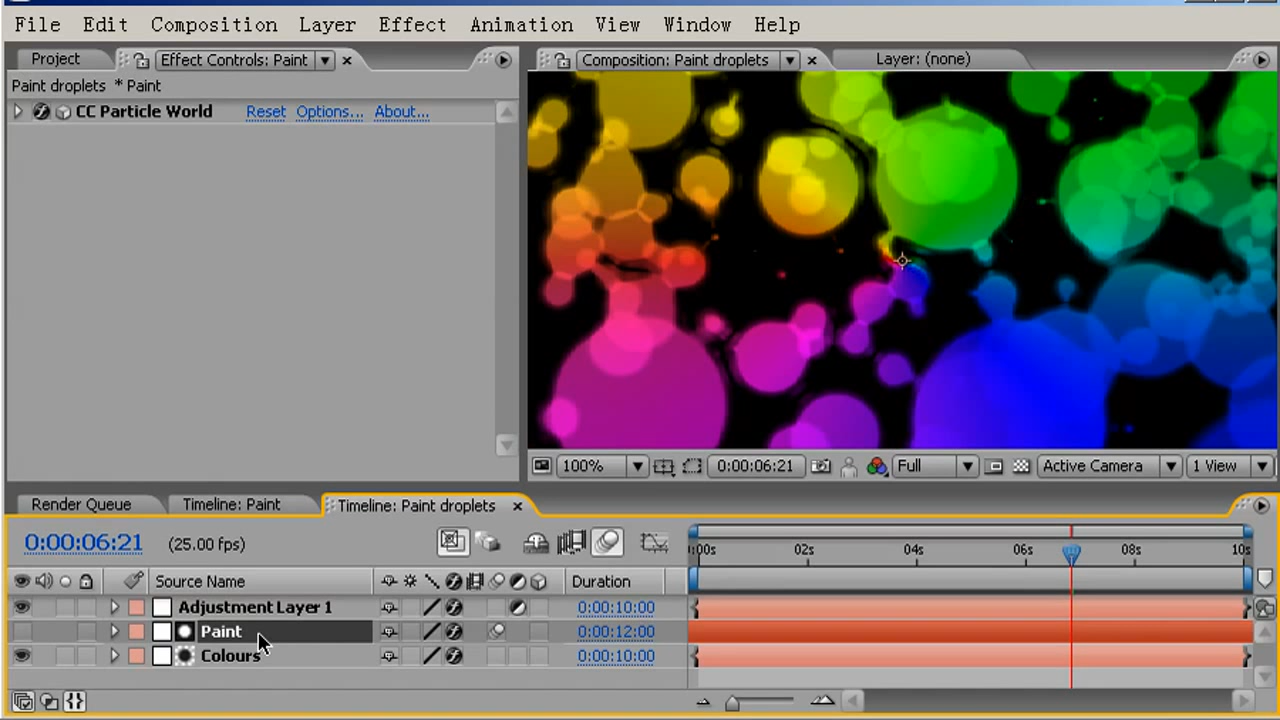 File Edit Composition Layer Effect Animation View Window Help
Project Effect Controls: Paint
Composition: Paint droplets Layer: (none)
Paint droplets * Paint
CC Particle World Reset Options... About...
100% 0:00:06:21 Full Active Camera 1 View
Render Queue Timeline: Paint Timeline: Paint droplets
0:00:06:21 (25.00 fps)
:00s 02s 04s 06s 08s 10s
Source Name Duration
Adjustment Layer 1 0:00:10:00
Paint 0:00:12:00
Colours 0:00:10:00